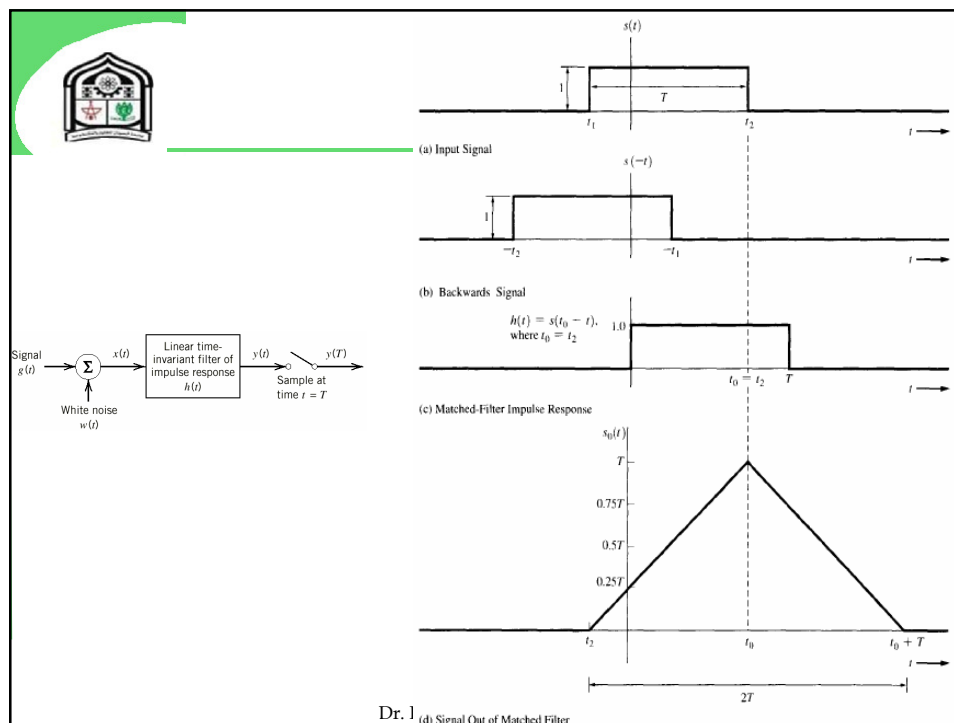 Signal
g(t)
Σ
White noise
w(t)
x(t)
Linear time-
invariant filter of
impulse response
h(t)
y(t)
Sample at
time t = T
y(T)
s(t)
1
T
t₁
t₂
t
(a) Input Signal
s(−t)
1
−t₂
−t₁
t
(b) Backwards Signal
h(t) = s(t₀ − t),
where t₀ = t₂
1.0
t₀ = t₂
T
t
(c) Matched-Filter Impulse Response
s₀(t)
T
0.75T
0.5T
0.25T
t₂
t₀
t₀ + T
t
2T
Dr.
(d) Signal Out of Matched Filter